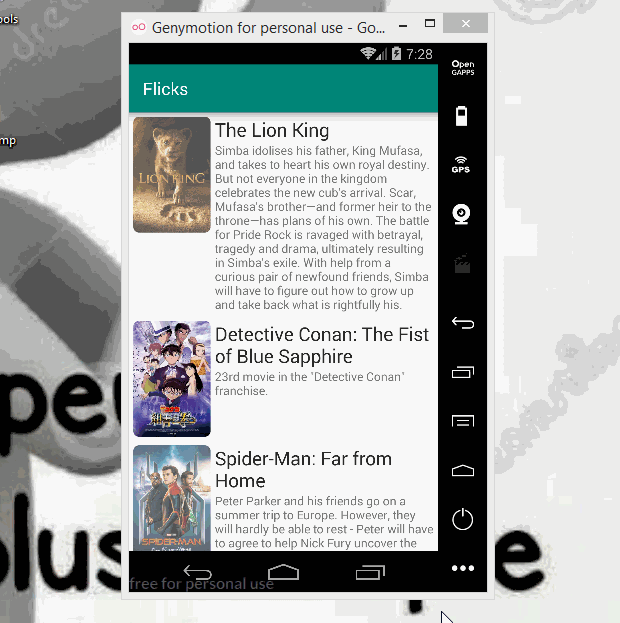 ools
Genymotion for personal use - Go...
7:28
Open
GAPPS
Flicks
The Lion King
Simba idolises his father, King Mufasa,
and takes to heart his own royal destiny.
But not everyone in the kingdom
celebrates the new cub's arrival. Scar,
Mufasa's brother—and former heir to the
throne—has plans of his own. The battle
for Pride Rock is ravaged with betrayal,
tragedy and drama, ultimately resulting
in Simba's exile. With help from a
curious pair of newfound friends, Simba
will have to figure out how to grow up
and take back what is rightfully his.
LION KING
GPS
mp
Detective Conan: The Fist
of Blue Sapphire
23rd movie in the "Detective Conan"
franchise.
Spider-Man: Far from
Home
Peter Parker and his friends go on a
summer trip to Europe. However, they
will hardly be able to rest - Peter will have
to agree to help Nick Fury uncover the
SPIDER-MAN
free for personal use